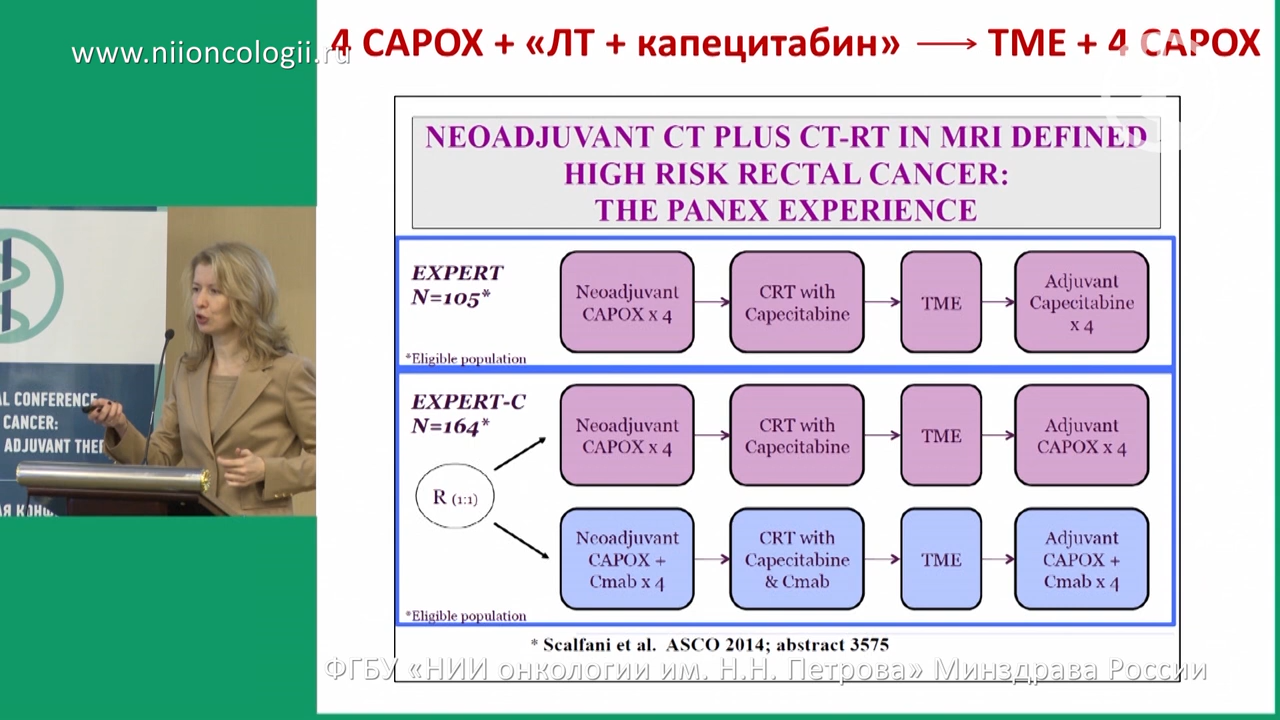 www.niioncologii.ru
4 CAPOX + «ЛТ + капецитабин» → TME + 4 CAPOX
NEOADJUVANT CT PLUS CT-RT IN MRI DEFINED
HIGH RISK RECTAL CANCER:
THE PANEX EXPERIENCE
EXPERT
N=105*
Neoadjuvant
CAPOX x 4
CRT with
Capecitabine
TME
Adjuvant
Capecitabine
x 4
*Eligible population
EXPERT-C
N=164*
R (1:1)
Neoadjuvant
CAPOX x 4
CRT with
Capecitabine
TME
Adjuvant
CAPOX x 4
Neoadjuvant
CAPOX +
Cmab x 4
CRT with
Capecitabine
& Cmab
TME
Adjuvant
CAPOX +
Cmab x 4
*Eligible population
* Scalfani et al. ASCO 2014; abstract 3575
ФГБУ «НИИ онкологии им. Н.Н. Петрова» Минздрава России
CONFERENCE
CANCER:
ADJUVANT